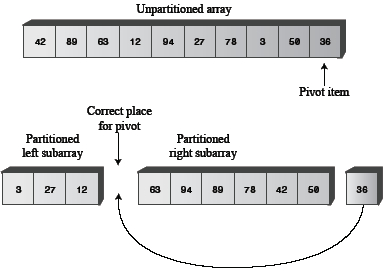 Unpartitioned array
42 89 63 12 94 27 78 3 50 36
Pivot item
Correct place
for pivot
Partitioned
left subarray
Partitioned
right subarray
3 27 12
63 94 89 78 42 50
36